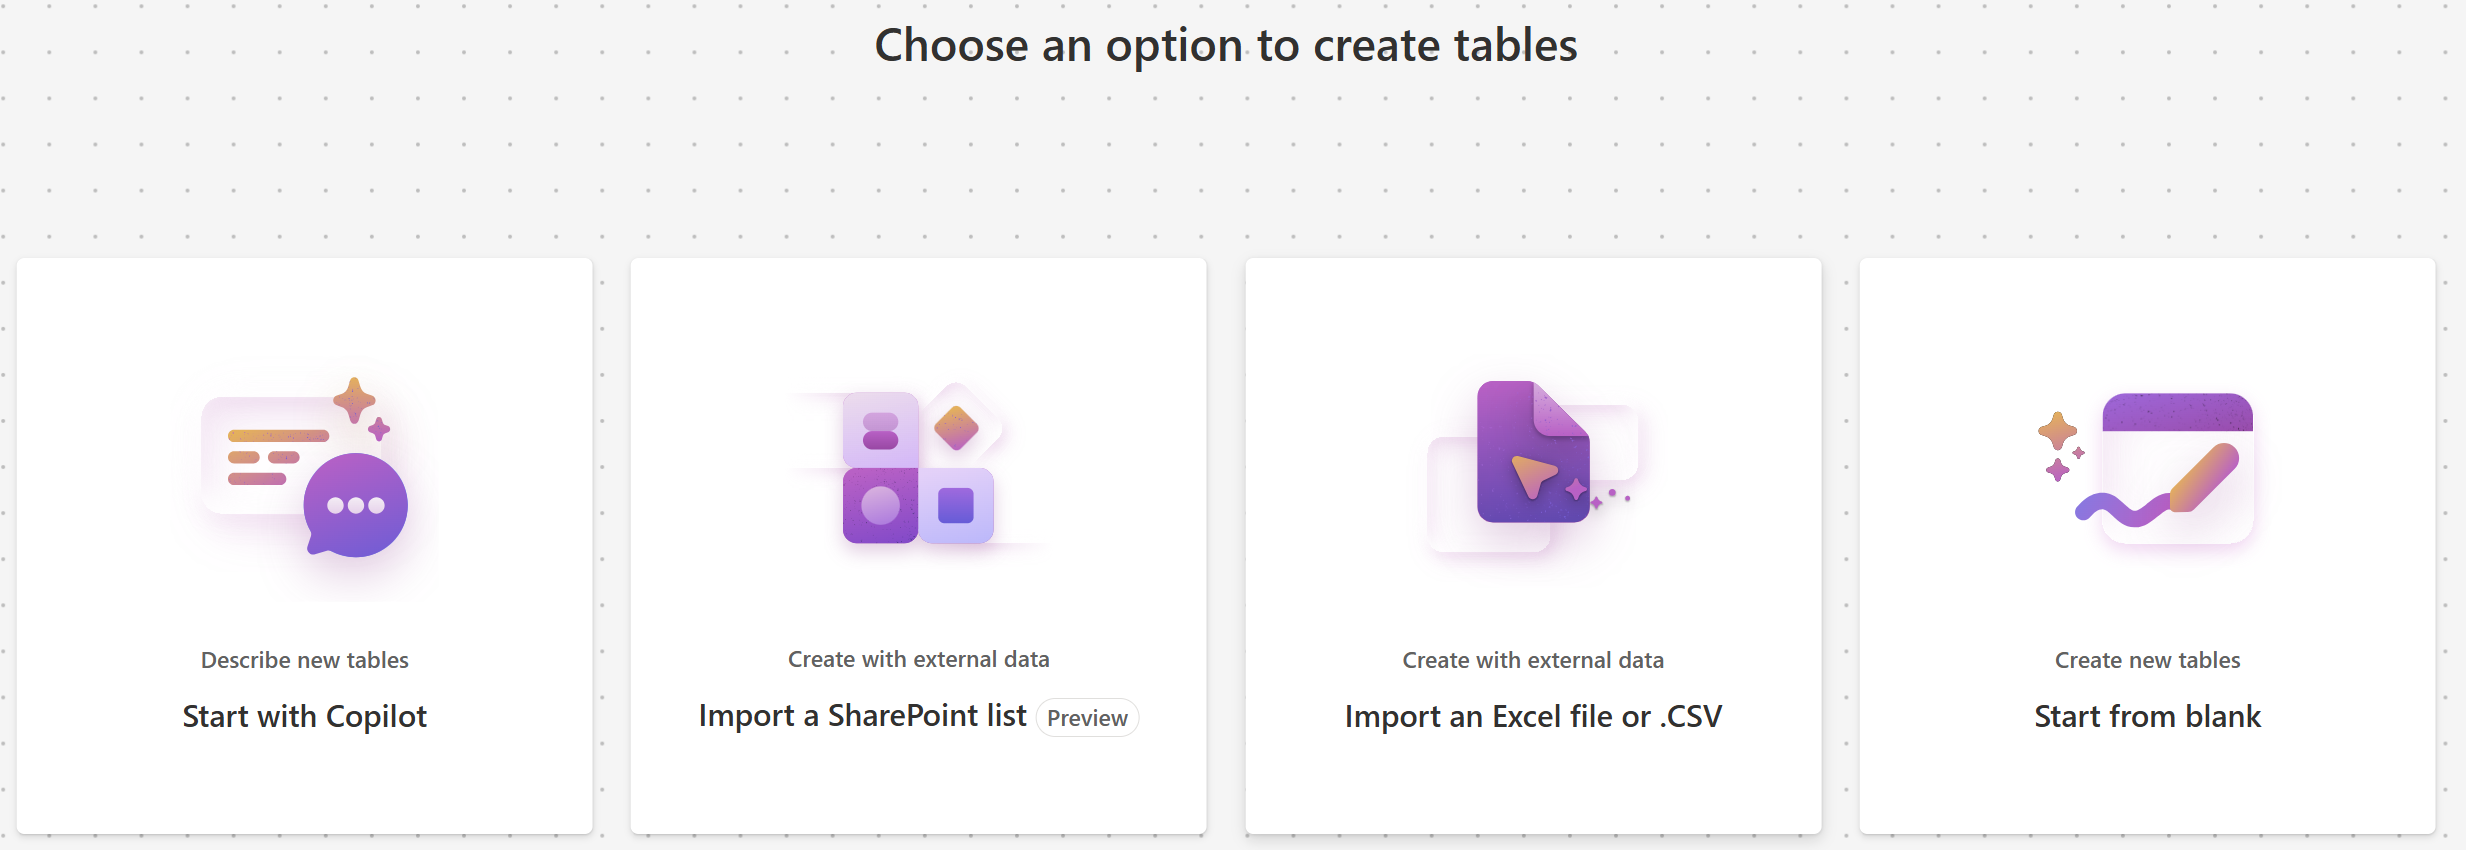 Choose an option to create tables
Describe new tables
Start with Copilot
Create with external data
Import a SharePoint list Preview
Create with external data
Import an Excel file or .CSV
Create new tables
Start from blank